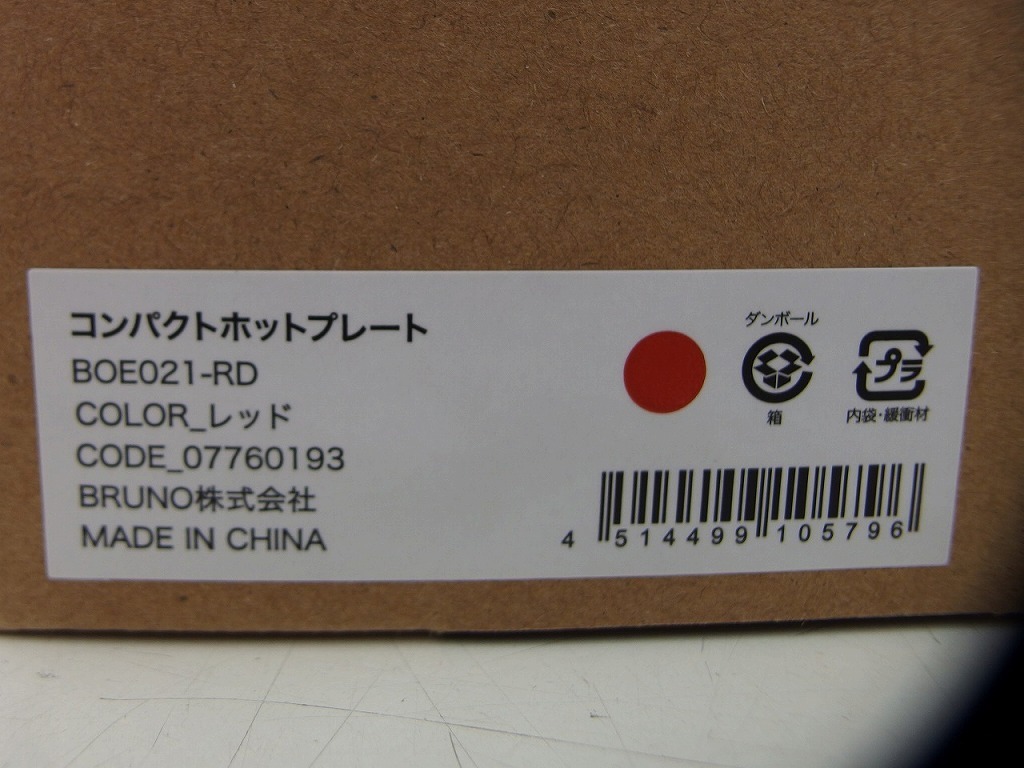 コンパクトホットプレート
BOE021-RD
COLOR_レッド
CODE_07760193
BRUNO株式会社
MADE IN CHINA
ダンボール
箱
プラ
内袋・緩衝材
4 514499 105796